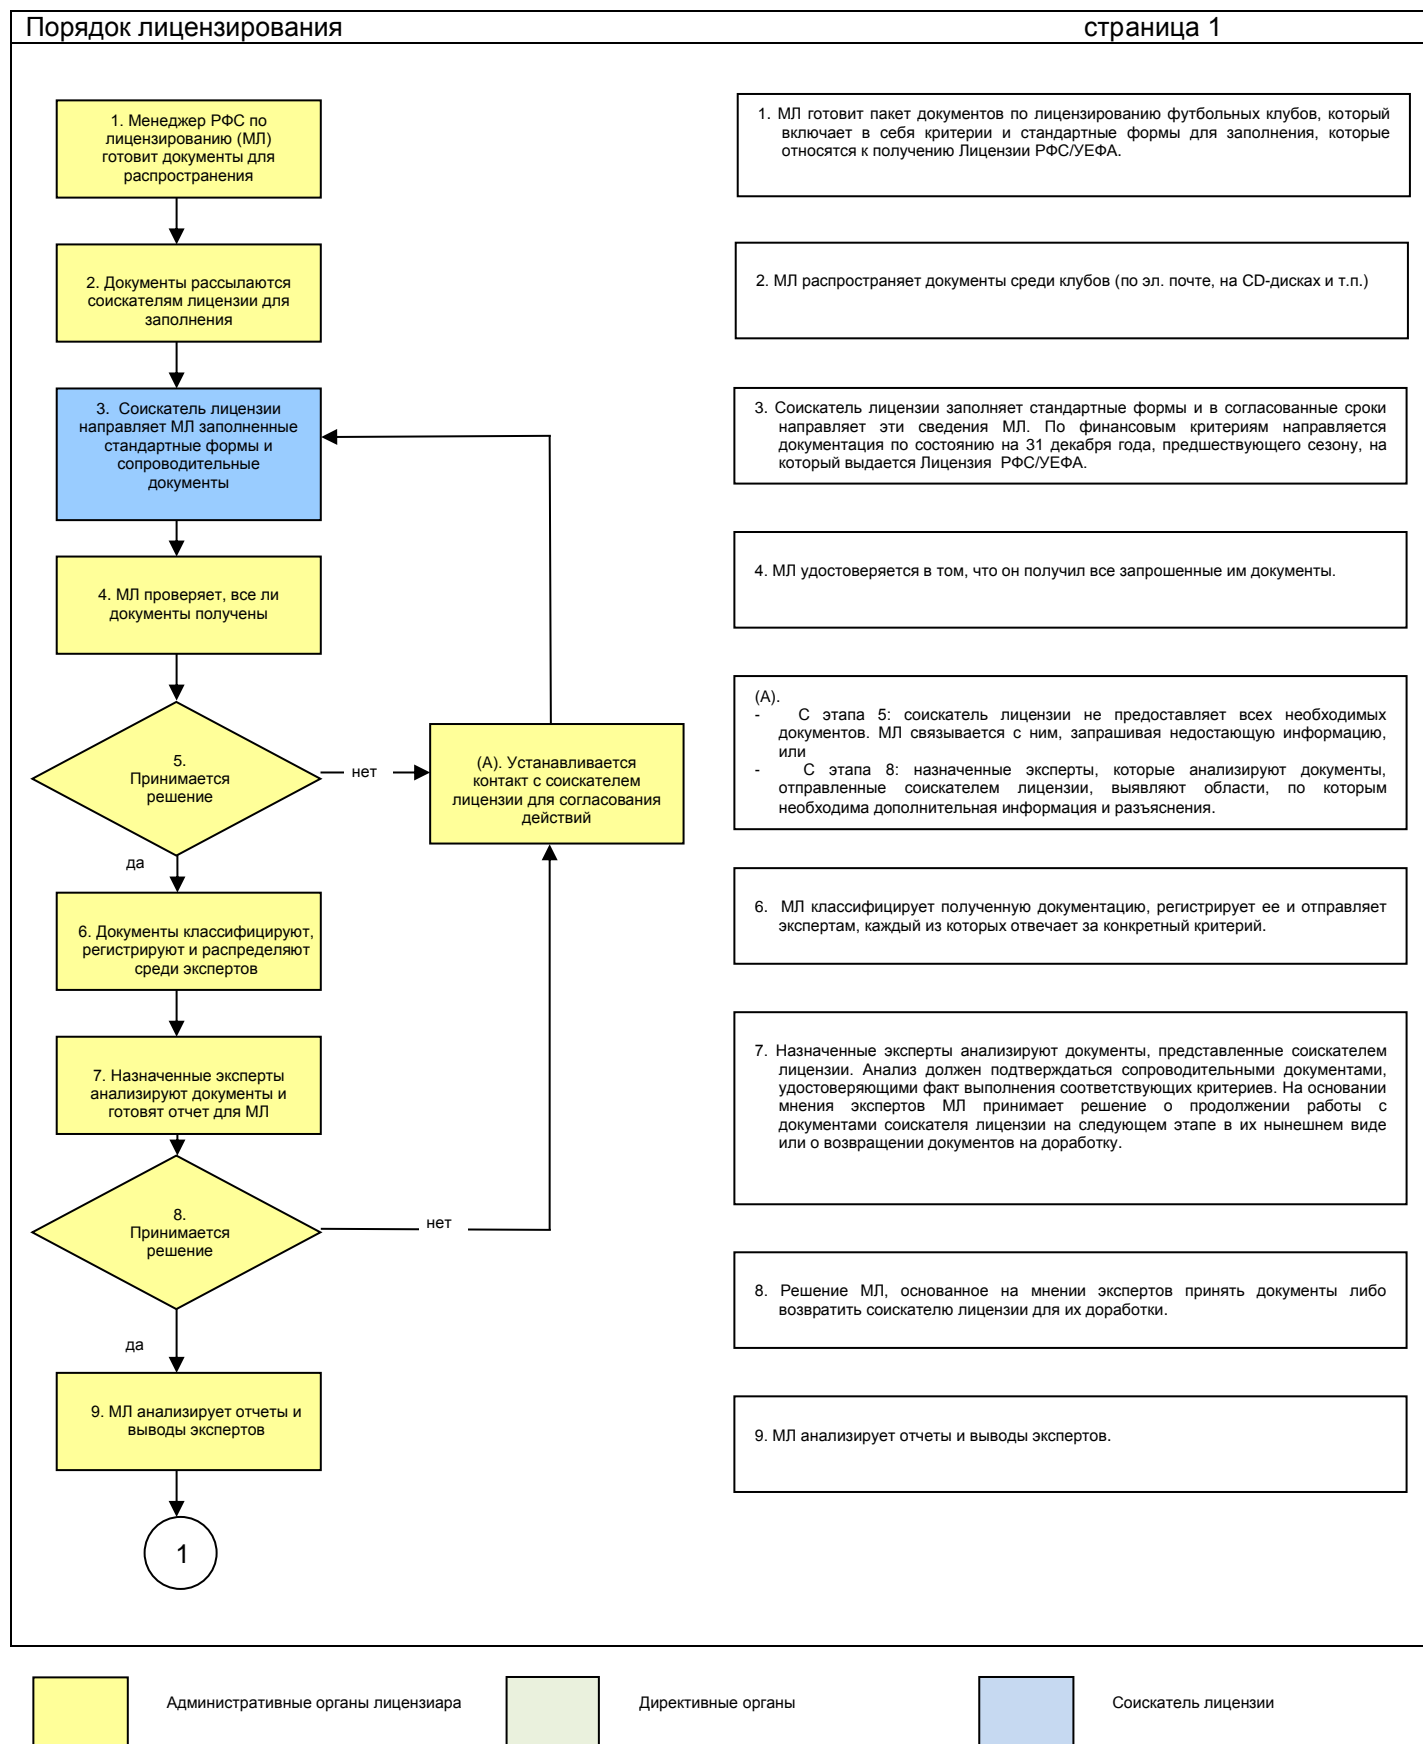 Порядок лицензирования страница 1
1. Менеджер РФС по
лицензированию (МЛ)
готовит документы для
распространения
1. МЛ готовит пакет документов по лицензированию футбольных клубов, который
включает в себя критерии и стандартные формы для заполнения, которые
относятся к получению Лицензии РФС/УЕФА.
2. Документы рассылаются
соискателям лицензии для
заполнения
2. МЛ распространяет документы среди клубов (по эл. почте, на CD-дисках и т.п.)
3. Соискатель лицензии
направляет МЛ заполненные
стандартные формы и
сопроводительные
документы
3. Соискатель лицензии заполняет стандартные формы и в согласованные сроки
направляет эти сведения МЛ. По финансовым критериям направляется
документация по состоянию на 31 декабря года, предшествующего сезону, на
который выдается Лицензия РФС/УЕФА.
4. МЛ проверяет, все ли
документы получены
4. МЛ удостоверяется в том, что он получил все запрошенные им документы.
5.
Принимается
решение
нет
да
(А). Устанавливается
контакт с соискателем
лицензии для согласования
действий
(А).
- С этапа 5: соискатель лицензии не предоставляет всех необходимых
документов. МЛ связывается с ним, запрашивая недостающую информацию,
или
- С этапа 8: назначенные эксперты, которые анализируют документы,
отправленные соискателем лицензии, выявляют области, по которым
необходима дополнительная информация и разъяснения.
6. Документы классифицируют,
регистрируют и распределяют
среди экспертов
6. МЛ классифицирует полученную документацию, регистрирует ее и отправляет
экспертам, каждый из которых отвечает за конкретный критерий.
7. Назначенные эксперты
анализируют документы и
готовят отчет для МЛ
7. Назначенные эксперты анализируют документы, представленные соискателем
лицензии. Анализ должен подтверждаться сопроводительными документами,
удостоверяющими факт выполнения соответствующих критериев. На основании
мнения экспертов МЛ принимает решение о продолжении работы с
документами соискателя лицензии на следующем этапе в их нынешнем виде
или о возвращении документов на доработку.
8.
Принимается
решение
нет
да
8. Решение МЛ, основанное на мнении экспертов принять документы либо
возвратить соискателю лицензии для их доработки.
9. МЛ анализирует отчеты и
выводы экспертов
9. МЛ анализирует отчеты и выводы экспертов.
1
Административные органы лицензиара
Директивные органы
Соискатель лицензии